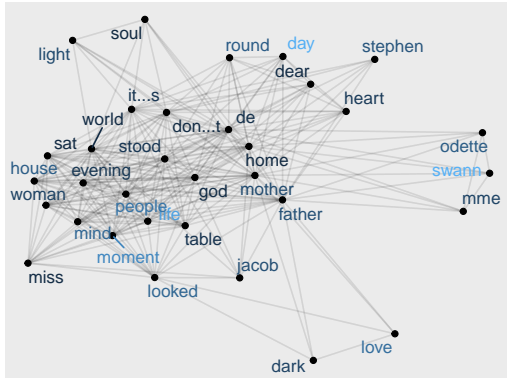 soul
light
round
day
dear
stephen
it...s
heart
world
don...t
de
sat
stood
odette
house
evening
home
swann
woman
god
mother
mme
people
life
father
mind
table
moment
miss
looked
jacob
love
dark